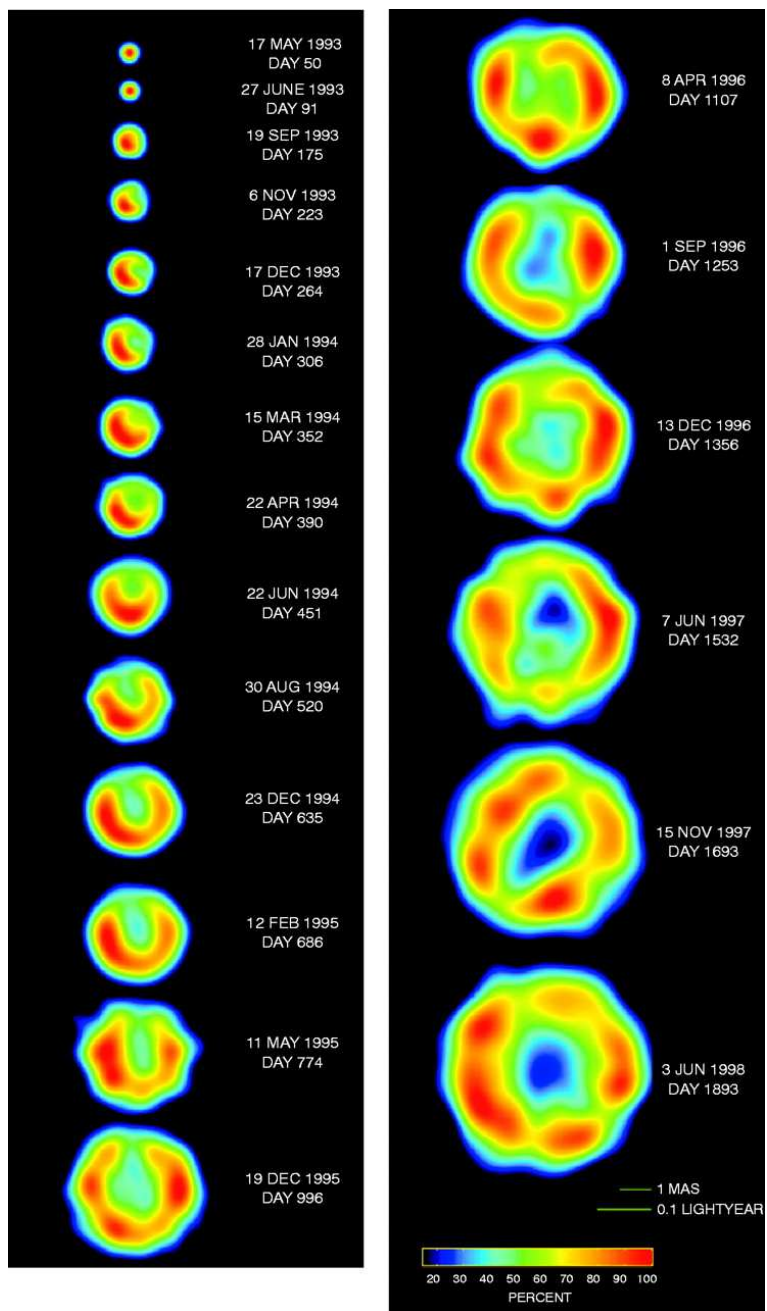 17 MAY 1993
DAY 50
27 JUNE 1993
DAY 91
19 SEP 1993
DAY 175
6 NOV 1993
DAY 223
17 DEC 1993
DAY 264
28 JAN 1994
DAY 306
15 MAR 1994
DAY 352
22 APR 1994
DAY 390
22 JUN 1994
DAY 451
30 AUG 1994
DAY 520
23 DEC 1994
DAY 635
12 FEB 1995
DAY 686
11 MAY 1995
DAY 774
19 DEC 1995
DAY 996
8 APR 1996
DAY 1107
1 SEP 1996
DAY 1253
13 DEC 1996
DAY 1356
7 JUN 1997
DAY 1532
15 NOV 1997
DAY 1693
3 JUN 1998
DAY 1893
1 MAS
0.1 LIGHTYEAR
20 30 40 50 60 70 80 90 100
PERCENT